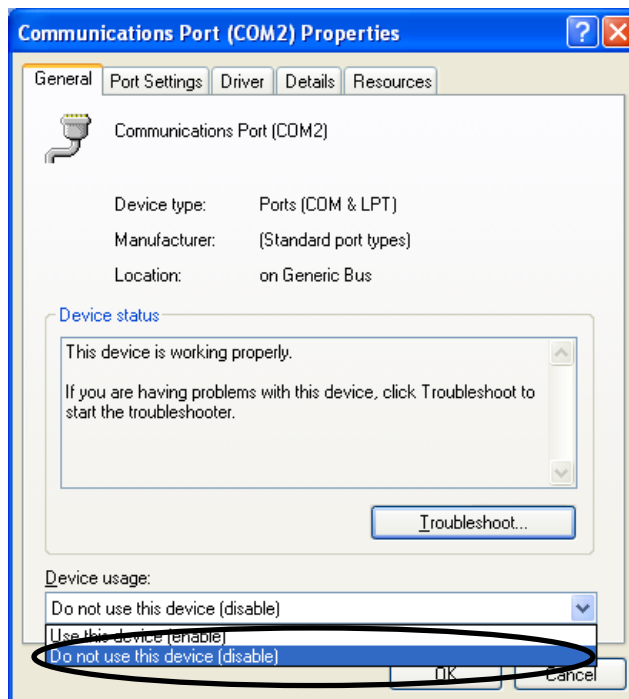 Communications Port (COM2) Properties
General Port Settings Driver Details Resources
Communications Port (COM2)
Device type: Ports (COM & LPT)
Manufacturer: (Standard port types)
Location: on Generic Bus
Device status
This device is working properly.
If you are having problems with this device, click Troubleshoot to
start the troubleshooter.
Troubleshoot...
Device usage:
Do not use this device (disable)
Use this device (enable)
Do not use this device (disable)
OK Cancel